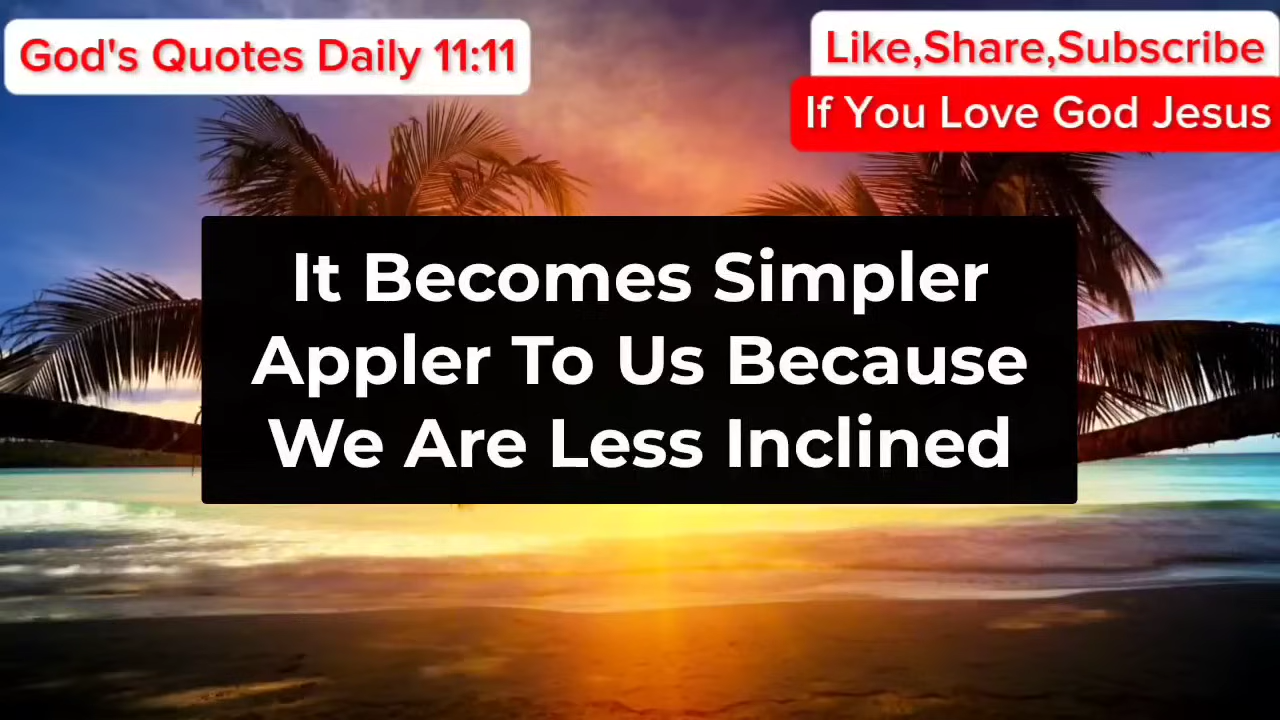 God's Quotes Daily 11:11
Like,Share,Subscribe
If You Love God Jesus
It Becomes Simpler
Appler To Us Because
We Are Less Inclined